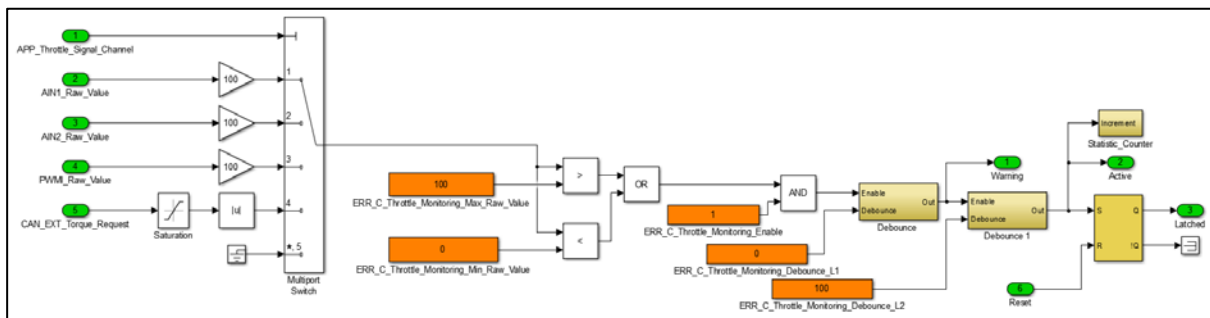 1
APP_Throttle_Signal_Channel
2
AIN1_Raw_Value
100
1
3
AIN2_Raw_Value
100
2
4
PWMI_Raw_Value
100
3
5
CAN_EXT_Torque_Request
Saturation
|u|
4
*, 5
Multiport
Switch
100
ERR_C_Throttle_Monitoring_Max_Raw_Value
0
ERR_C_Throttle_Monitoring_Min_Raw_Value
>
<
OR
1
ERR_C_Throttle_Monitoring_Enable
AND
0
ERR_C_Throttle_Monitoring_Debounce_L1
100
ERR_C_Throttle_Monitoring_Debounce_L2
Enable
Debounce
Out
Debounce
1
Warning
Enable
Debounce
Out
Debounce 1
Increment
Statistic_Counter
2
Active
S
R
Q
!Q
3
Latched
6
Reset